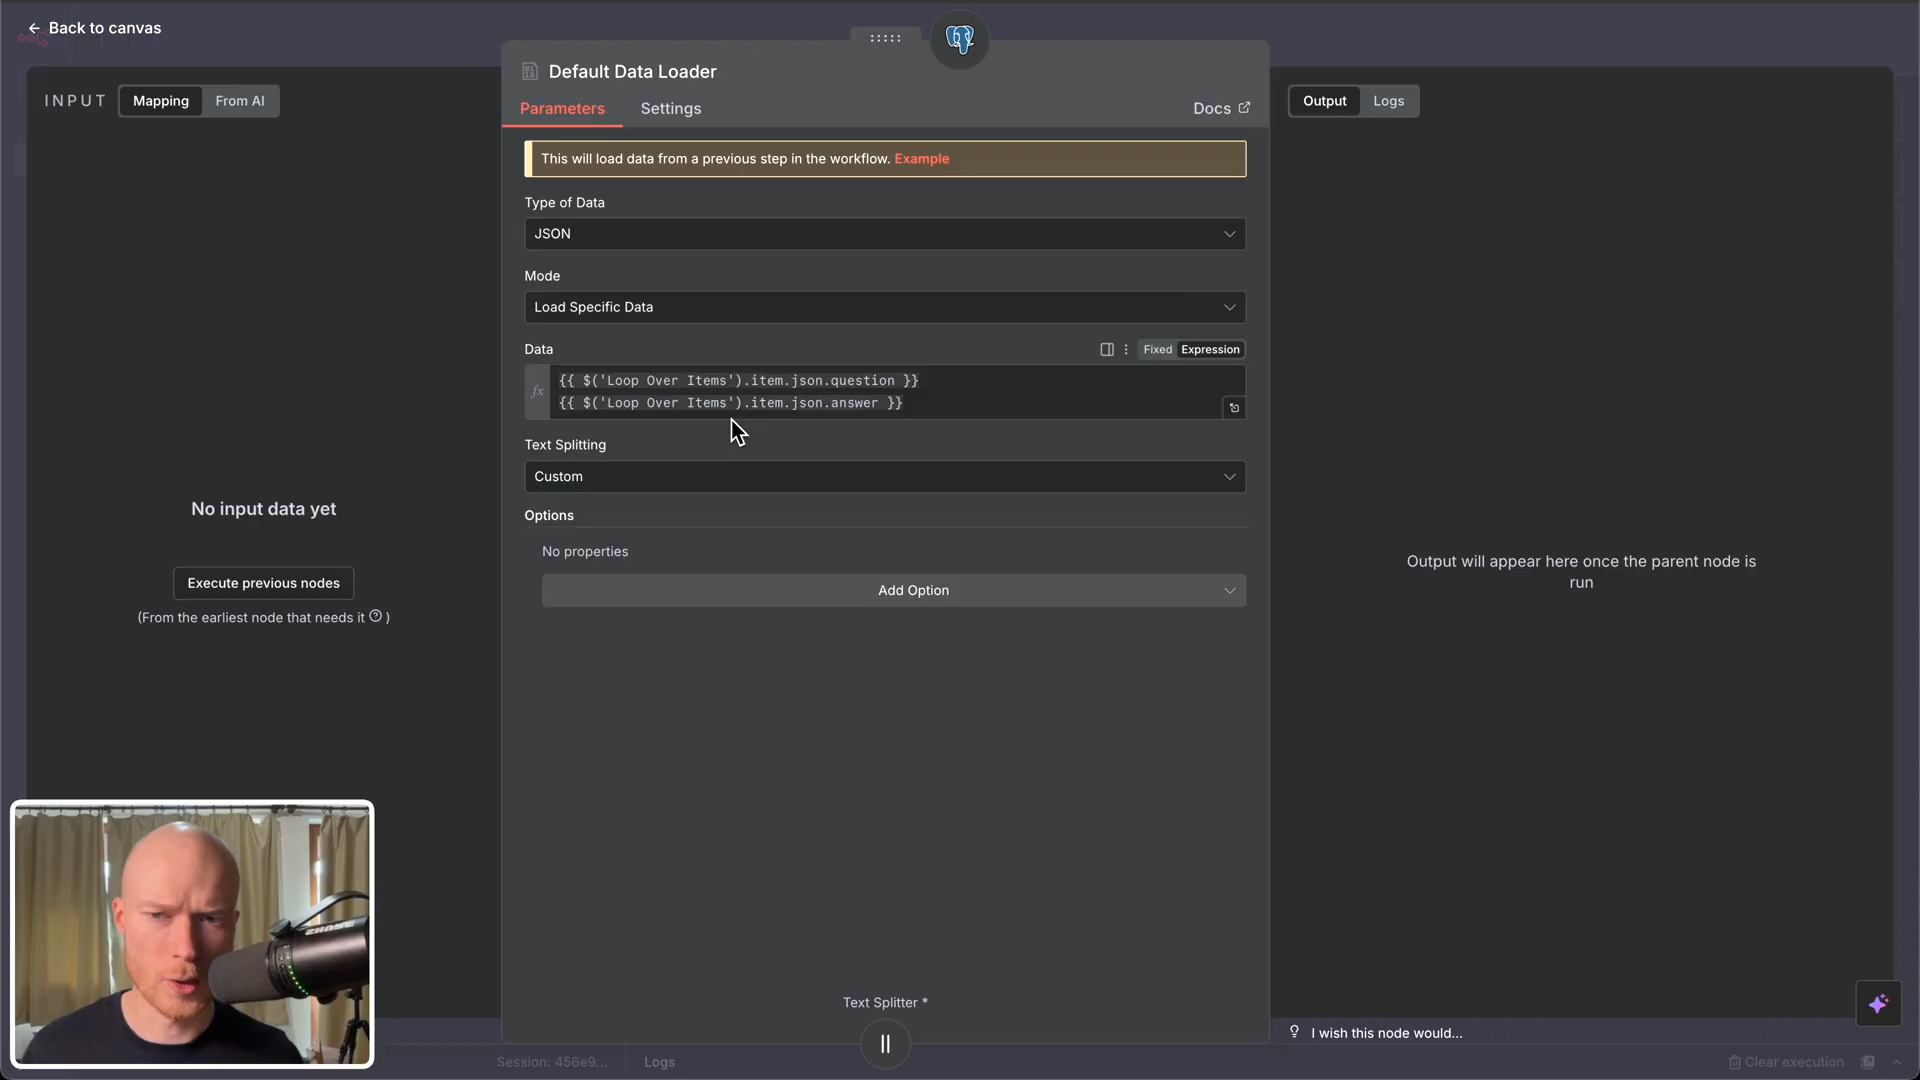 Back to canvas
INPUT
Mapping
From AI
Default Data Loader
Parameters
Settings
Docs
Output
Logs
This will load data from a previous step in the workflow. Example
Type of Data
JSON
Mode
Load Specific Data
Data
Fixed
Expression
fx
{{ $('Loop Over Items').item.json.question }}
{{ $('Loop Over Items').item.json.answer }}
Text Splitting
Custom
Options
No properties
Add Option
No input data yet
Execute previous nodes
(From the earliest node that needs it ? )
Output will appear here once the parent node is
run
Text Splitter *
I wish this node would...
Session: 456e9...
Logs
Clear execution